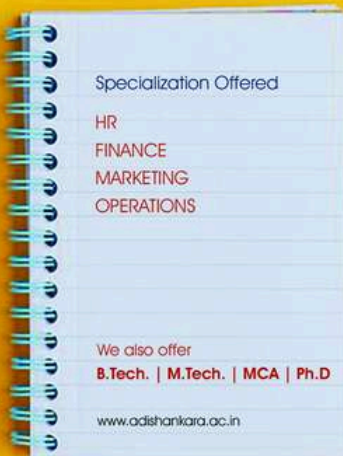 Specialization Offered
HR
FINANCE
MARKETING
OPERATIONS
We also offer
B.Tech. | M.Tech. | MCA | Ph.D
www.adishankara.ac.in